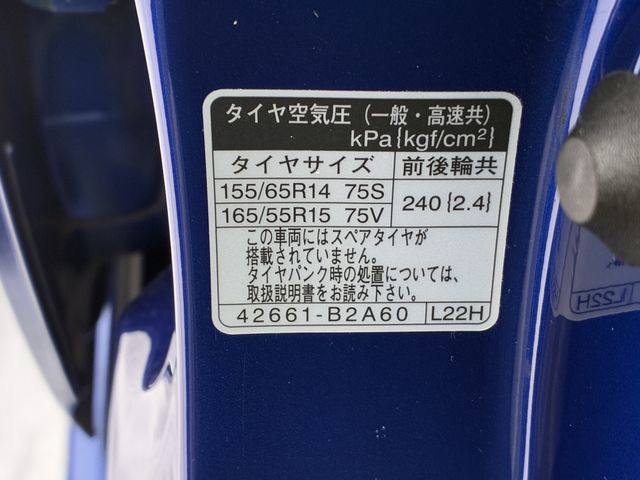 タイヤ空気圧（一般・高速共）
kPa{kgf/cm²}
タイヤサイズ 前後輪共
155/65R14 75S
165/55R15 75V
240{2.4}
この車両にはスペアタイヤが
搭載されていません。
タイヤパンク時の処置については、
取扱説明書をお読み下さい。
42661-B2A60 L22H
L22H